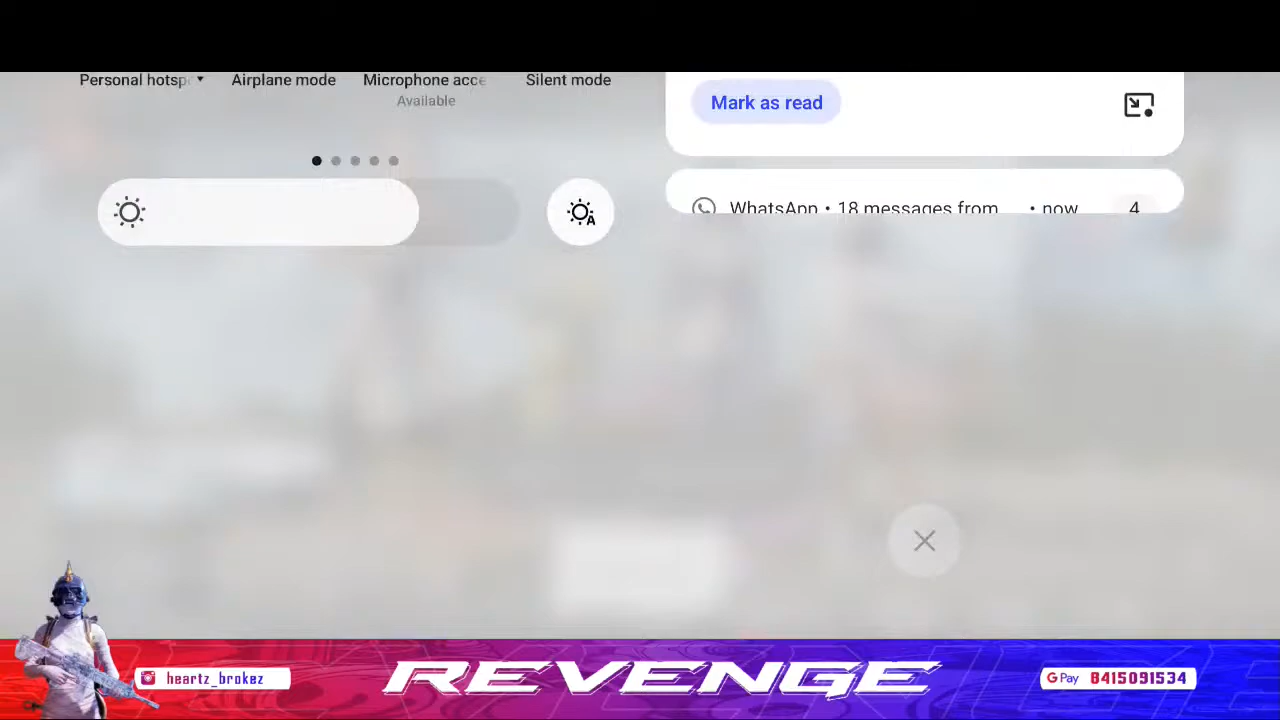 Personal hotsp
Airplane mode
Microphone acce
Available
Silent mode
Mark as read
WhatsApp • 18 messages from • now 4
A
heartz_brokez
REVENGE
G Pay 8415091534